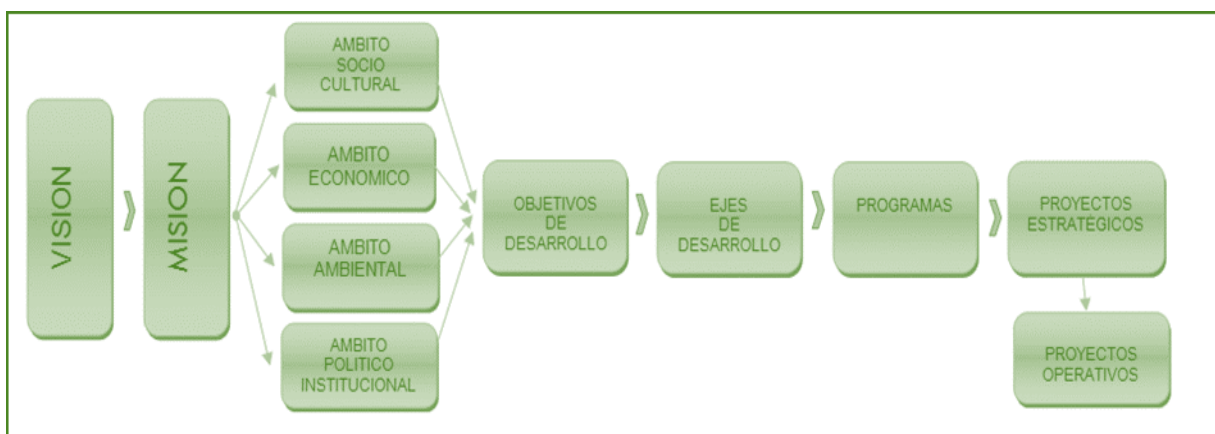 VISION
MISION
AMBITO
SOCIO
CULTURAL
AMBITO
ECONOMICO
AMBITO
AMBIENTAL
AMBITO
POLITICO
INSTITUCIONAL
OBJETIVOS
DE
DESARROLLO
EJES
DE
DESARROLLO
PROGRAMAS
PROYECTOS
ESTRATÉGICOS
PROYECTOS
OPERATIVOS